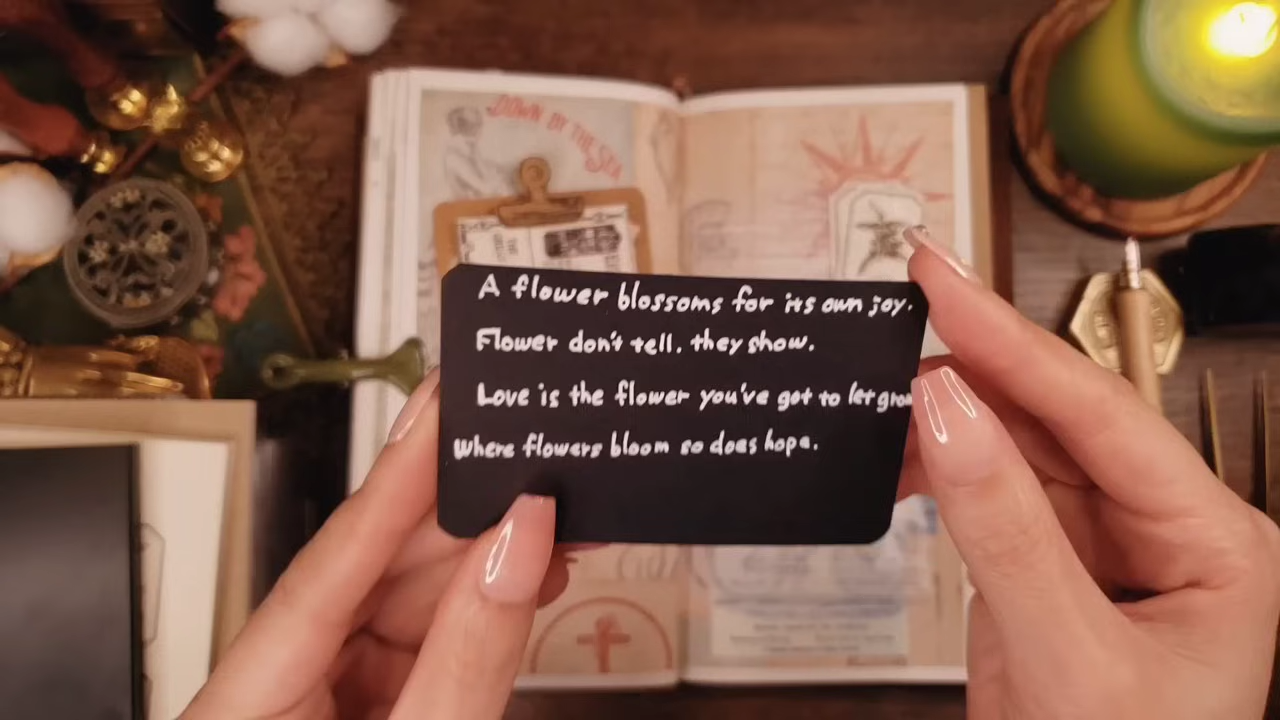 DOWN BY THE SEA
A flower blossoms for its own joy.
Flower don't tell. they show.
Love is the flower you've got to let grow
Where flowers bloom so does hope.